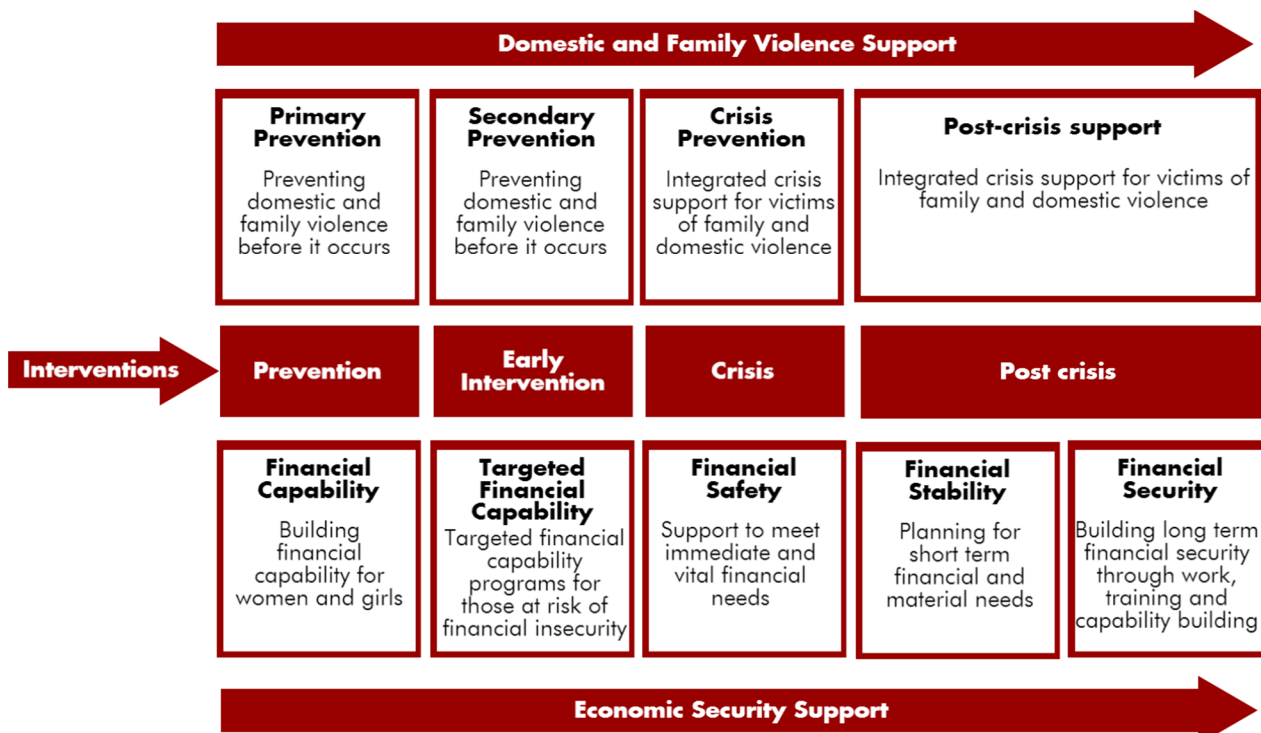 Domestic and Family Violence Support
Primary
Prevention
Preventing
domestic and
family violence
before it occurs
Secondary
Prevention
Preventing
domestic and
family violence
before it occurs
Crisis
Prevention
Integrated crisis
support for victims
of family and
domestic violence
Post-crisis support
Integrated crisis support for victims of
family and domestic violence
Interventions
Prevention
Early
Intervention
Crisis
Post crisis
Financial
Capability
Building
financial
capability for
women and girls
Targeted
Financial
Capability
Targeted financial
capability
programs for
those at risk of
financial insecurity
Financial
Safety
Support to meet
immediate and
vital financial
needs
Financial
Stability
Planning for
short term
financial and
material needs
Financial
Security
Building long term
financial security
through work,
training and
capability building
Economic Security Support